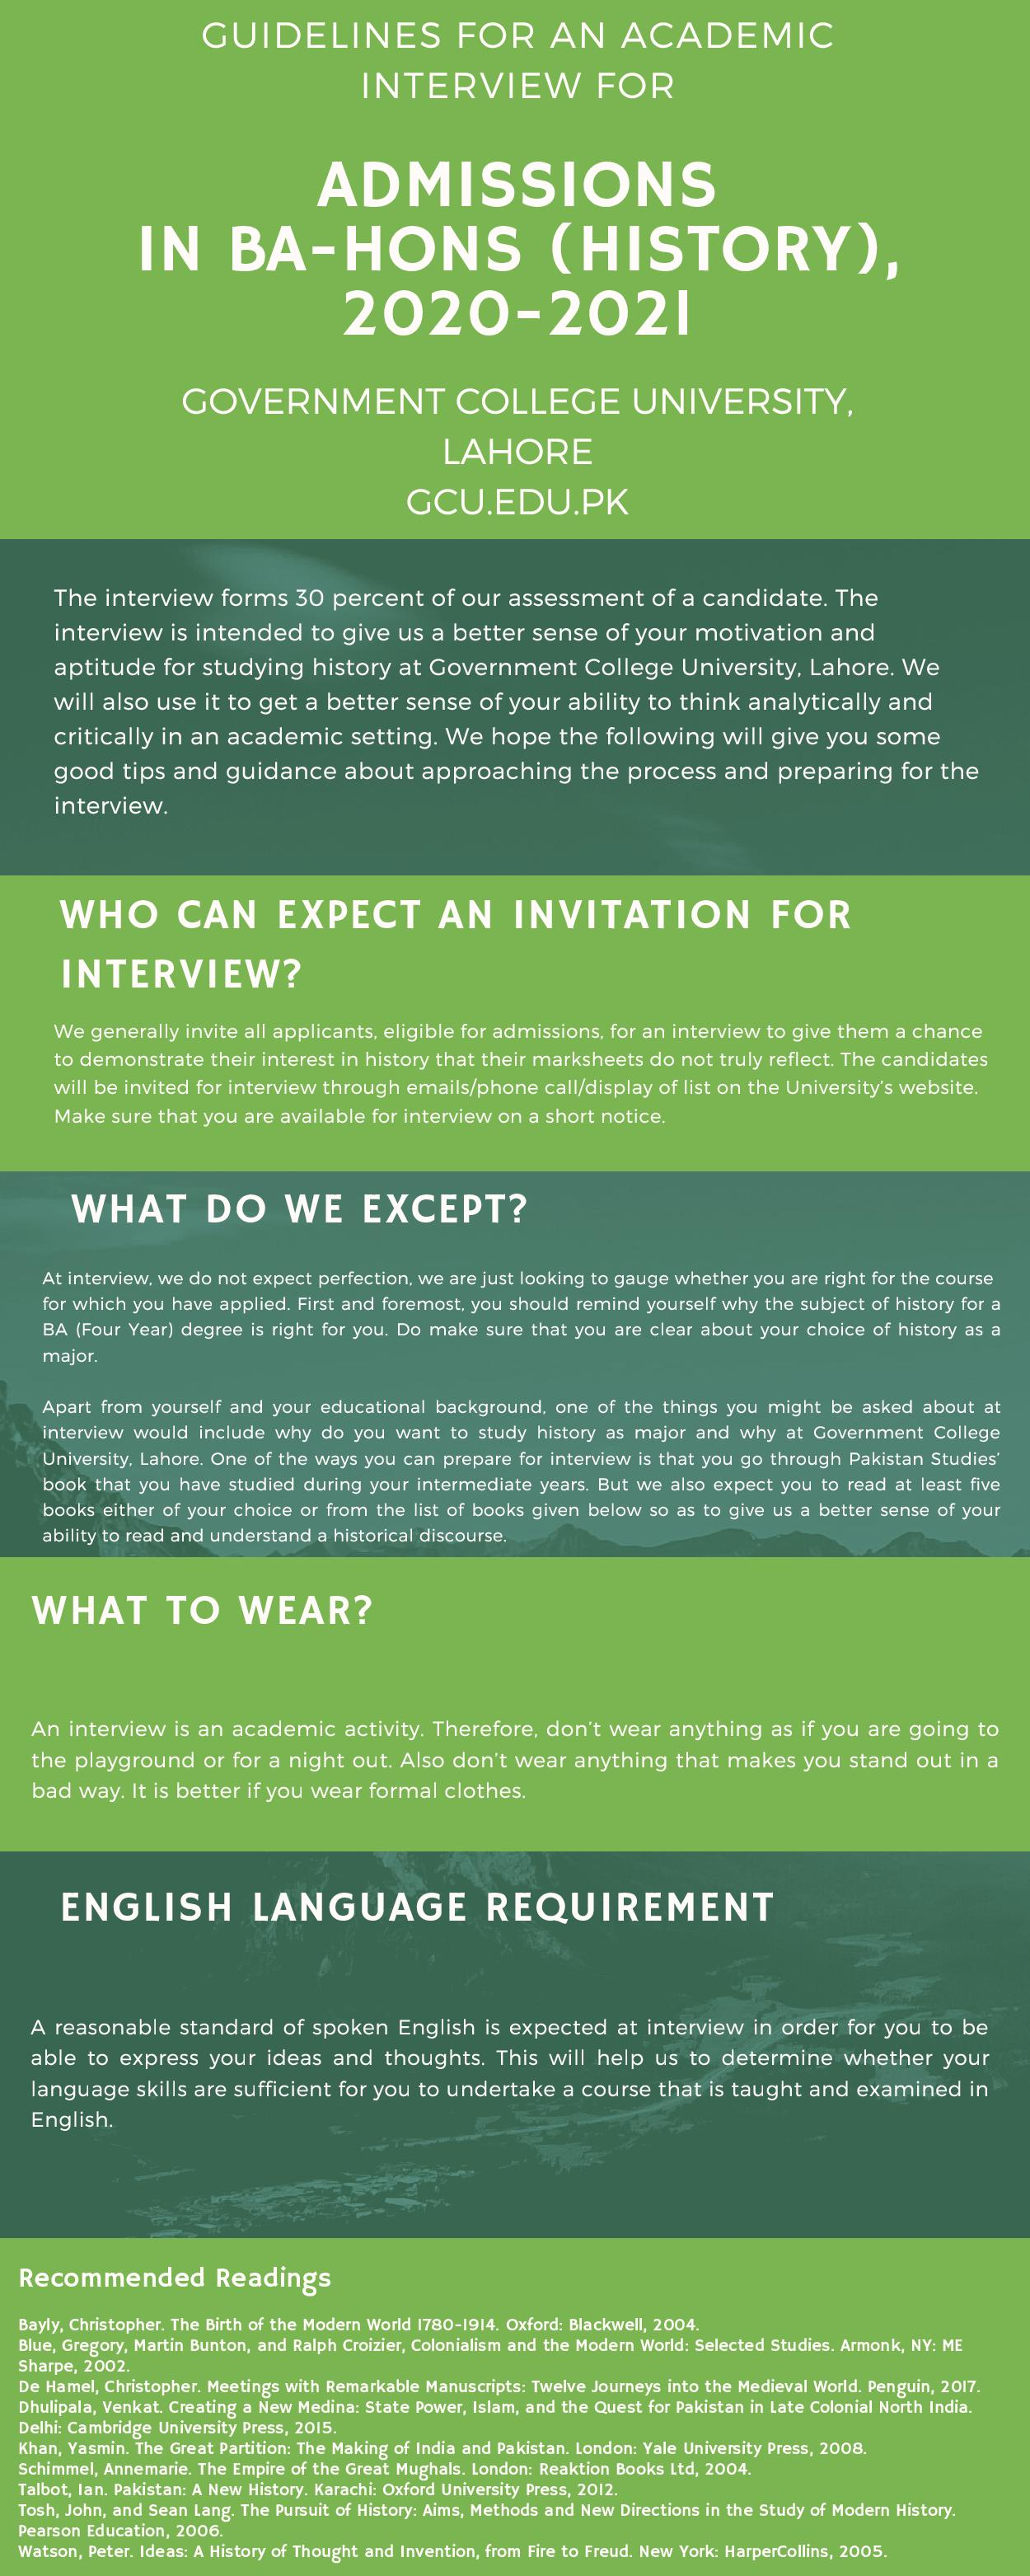 GUIDELINES FOR AN ACADEMIC
INTERVIEW FOR
ADMISSIONS
IN BA-HONS (HISTORY),
2020-2021
GOVERNMENT COLLEGE UNIVERSITY,
LAHORE
GCU.EDU.PK
The interview forms 30 percent of our assessment of a candidate. The
interview is intended to give us a better sense of your motivation and
aptitude for studying history at Government College University, Lahore. We
will also use it to get a better sense of your ability to think analytically and
critically in an academic setting. We hope the following will give you some
good tips and guidance about approaching the process and preparing for the
interview.
WHO CAN EXPECT AN INVITATION FOR
INTERVIEW?
We generally invite all applicants, eligible for admissions, for an interview to give them a chance
to demonstrate their interest in history that their marksheets do not truly reflect. The candidates
will be invited for interview through emails/phone call/display of list on the University's website.
Make sure that you are available for interview on a short notice.
WHAT DO WE EXCEPT?
At interview, we do not expect perfection, we are just looking to gauge whether you are right for the course
for which you have applied. First and foremost, you should remind yourself why the subject of history for a
BA (Four Year) degree is right for you. Do make sure that you are clear about your choice of history as a
major.
Apart from yourself and your educational background, one of the things you might be asked about at
interview would include why do you want to study history as major and why at Government College
University, Lahore. One of the ways you can prepare for interview is that you go through Pakistan Studies'
book that you have studied during your intermediate years. But we also expect you to read at least five
books either of your choice or from the list of books given below so as to give us a better sense of your
ability to read and understand a historical discourse.
WHAT TO WEAR?
An interview is an academic activity. Therefore, don't wear anything as if you are going to
the playground or for a night out. Also don't wear anything that makes you stand out in a
bad way. It is better if you wear formal clothes.
ENGLISH LANGUAGE REQUIREMENT
A reasonable standard of spoken English is expected at interview in order for you to be
able to express your ideas and thoughts. This will help us to determine whether your
language skills are sufficient for you to undertake a course that is taught and examined in
English.
Recommended Readings
Bayly, Christopher. The Birth of the Modern World 1780-1914. Oxford: Blackwell, 2004.
Blue, Gregory, Martin Bunton, and Ralph Croizier, Colonialism and the Modern World: Selected Studies. Armonk, NY: ME
Sharpe, 2002.
De Hamel, Christopher. Meetings with Remarkable Manuscripts: Twelve Journeys into the Medieval World. Penguin, 2017.
Dhulipala, Venkat. Creating a New Medina: State Power, Islam, and the Quest for Pakistan in Late Colonial North India.
Delhi: Cambridge University Press, 2015.
Khan, Yasmin. The Great Partition: The Making of India and Pakistan. London: Yale University Press, 2008.
Schimmel, Annemarie. The Empire of the Great Mughals. London: Reaktion Books Ltd, 2004.
Talbot, Ian. Pakistan: A New History. Karachi: Oxford University Press, 2012.
Tosh, John, and Sean Lang. The Pursuit of History: Aims, Methods and New Directions in the Study of Modern History.
Pearson Education, 2006.
Watson, Peter. Ideas: A History of Thought and Invention, from Fire to Freud. New York: HarperCollins, 2005.